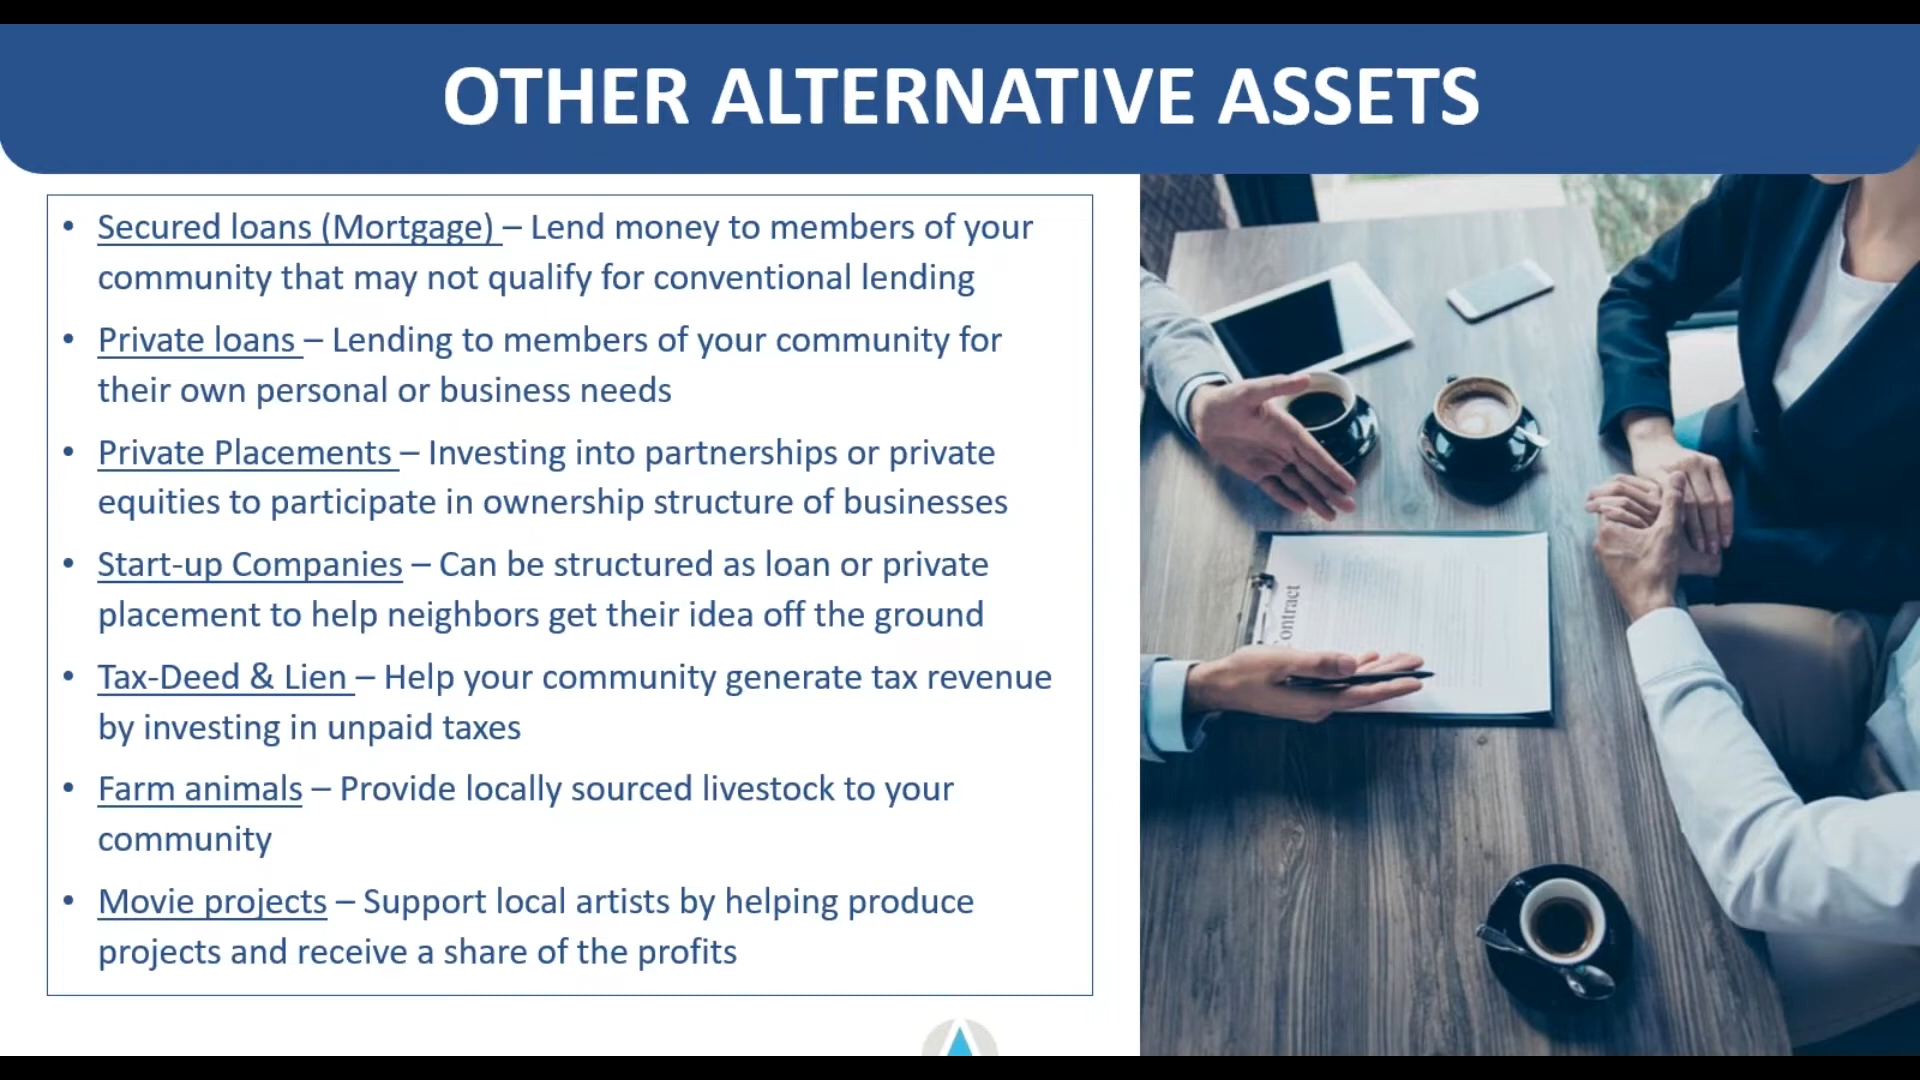 OTHER ALTERNATIVE ASSETS
• Secured loans (Mortgage) – Lend money to members of your
community that may not qualify for conventional lending
• Private loans – Lending to members of your community for
their own personal or business needs
• Private Placements – Investing into partnerships or private
equities to participate in ownership structure of businesses
• Start-up Companies – Can be structured as loan or private
placement to help neighbors get their idea off the ground
• Tax-Deed & Lien – Help your community generate tax revenue
by investing in unpaid taxes
• Farm animals – Provide locally sourced livestock to your
community
• Movie projects – Support local artists by helping produce
projects and receive a share of the profits
ontract